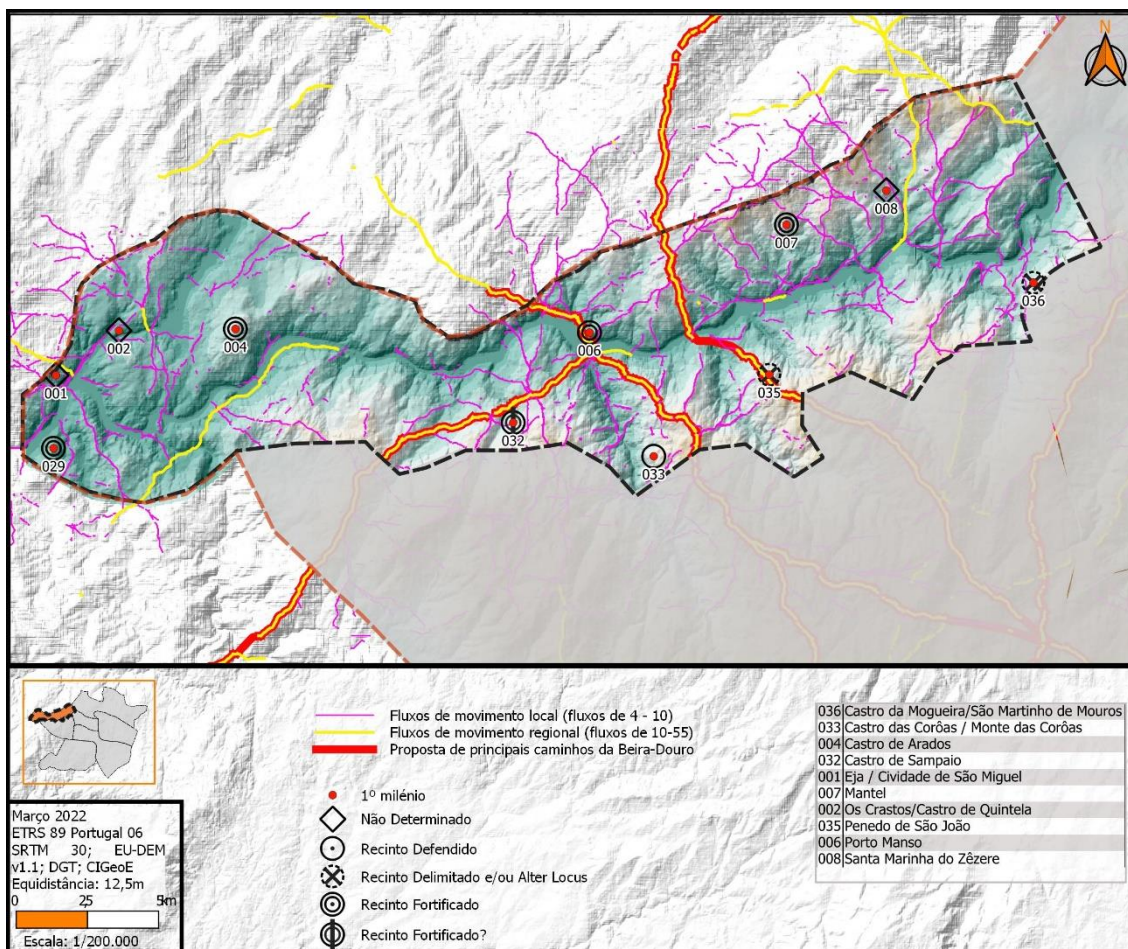 N
008
007
036
002
004
006
001
035
032
029
033
Fluxos de movimento local (fluxos de 4 - 10)
Fluxos de movimento regional (fluxos de 10-55)
Proposta de principais caminhos da Beira-Douro
1º milénio
Não Determinado
Recinto Defendido
Recinto Delimitado e/ou Alter Locus
Recinto Fortificado
Recinto Fortificado?
036 Castro da Mogueira/São Martinho de Mouros
033 Castro das Corôas / Monte das Corôas
004 Castro de Arados
032 Castro de Sampaio
001 Eja / Cividade de São Miguel
007 Mantel
002 Os Crastos/Castro de Quintela
035 Penedo de São João
006 Porto Manso
008 Santa Marinha do Zêzere
Março 2022
ETRS 89 Portugal 06
SRTM 30; EU-DEM
v1.1; DGT; CIGeoE
Equidistância: 12,5m
0 2,5 5km
Escala: 1/200.000